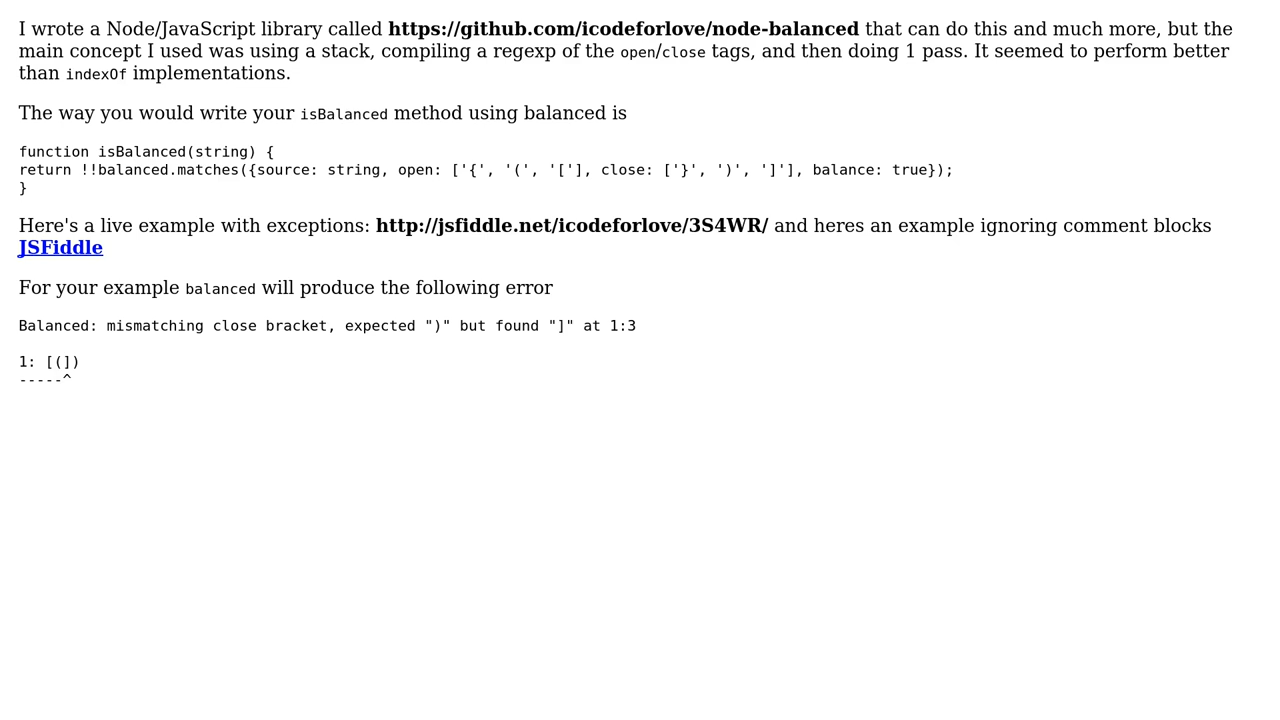 I wrote a Node/JavaScript library called https://github.com/icodeforlove/node-balanced that can do this and much more, but the
main concept I used was using a stack, compiling a regexp of the open/close tags, and then doing 1 pass. It seemed to perform better
than indexOf implementations.
The way you would write your isBalanced method using balanced is
function isBalanced(string) {
return !!balanced.matches({source: string, open: ['{', '(', '['], close: ['}', ')', ']'], balance: true});
}
Here's a live example with exceptions: http://jsfiddle.net/icodeforlove/3S4WR/ and heres an example ignoring comment blocks
JSFiddle
For your example balanced will produce the following error
Balanced: mismatching close bracket, expected ")" but found "]" at 1:3
1: [(])
-----^